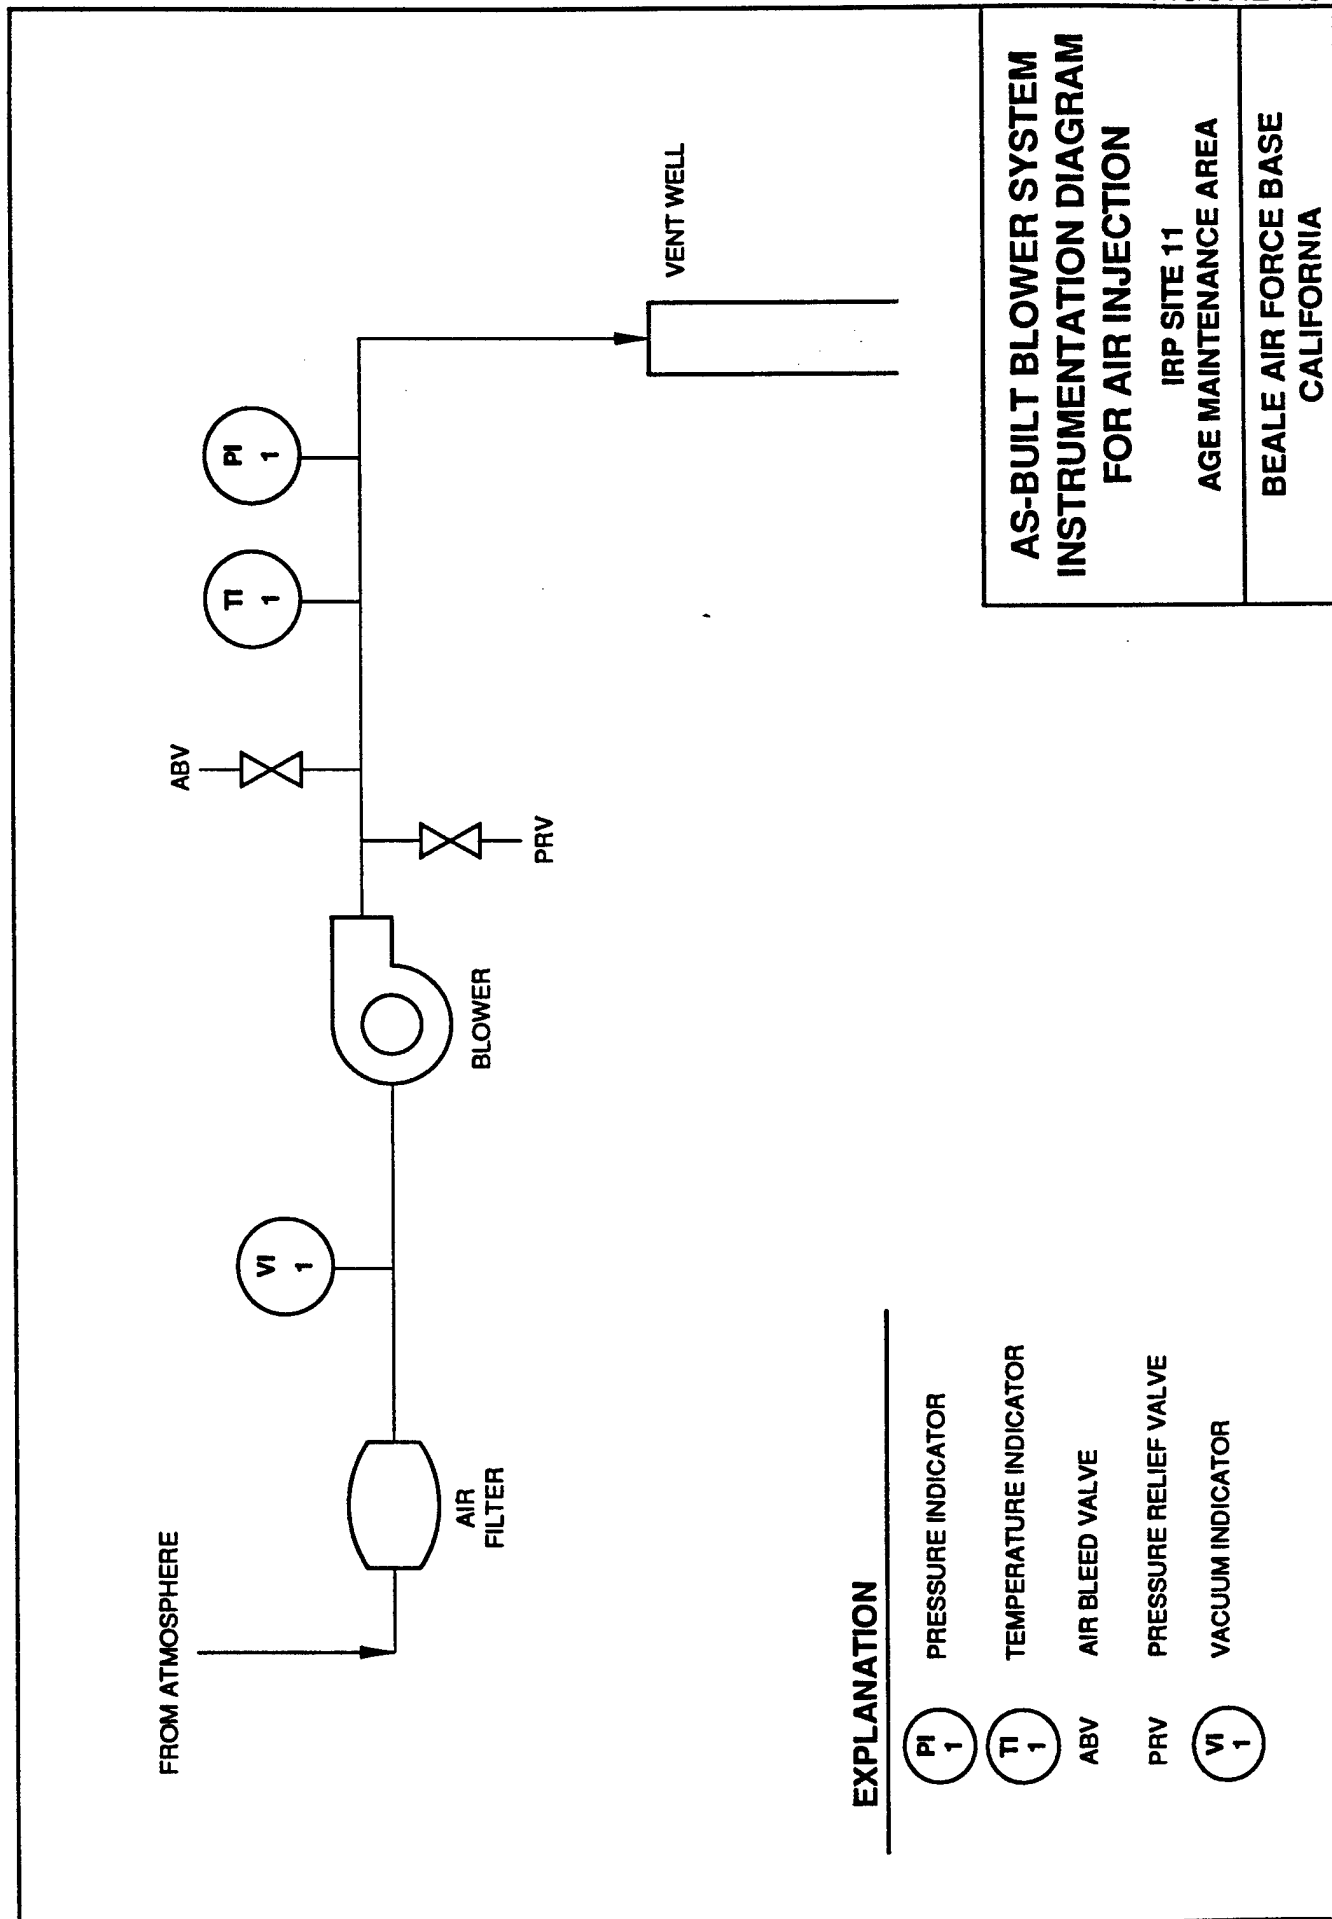 FROM ATMOSPHERE
AIR
FILTER
VI
1
BLOWER
PRV
ABV
TI
1
PI
1
VENT WELL
EXPLANATION
PI
1
PRESSURE INDICATOR
TI
1
TEMPERATURE INDICATOR
ABV
AIR BLEED VALVE
PRV
PRESSURE RELIEF VALVE
VI
1
VACUUM INDICATOR
AS-BUILT BLOWER SYSTEM
INSTRUMENTATION DIAGRAM
FOR AIR INJECTION
IRP SITE 11
AGE MAINTENANCE AREA
BEALE AIR FORCE BASE
CALIFORNIA